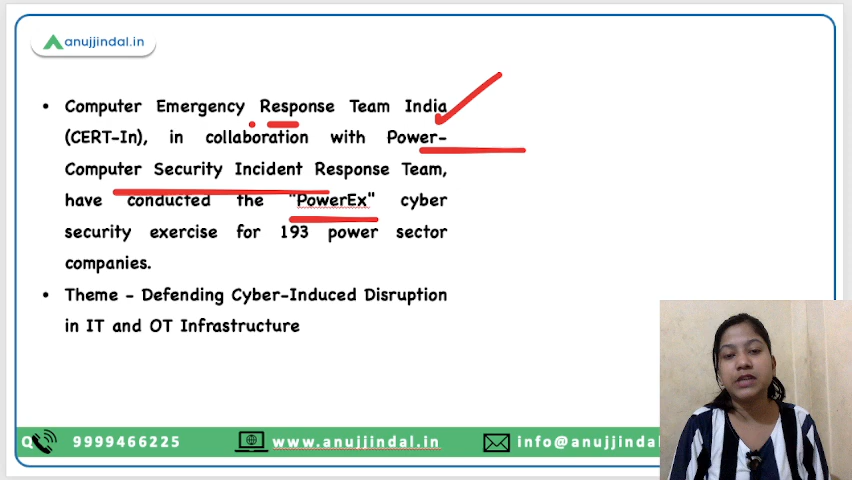 anujjindal.in
• Computer Emergency Response Team India
(CERT-In), in collaboration with Power-
Computer Security Incident Response Team,
have conducted the "PowerEx" cyber
security exercise for 193 power sector
companies.
• Theme - Defending Cyber-Induced Disruption
in IT and OT Infrastructure
Q 9999466225 www.anujjindal.in info@anujjindal